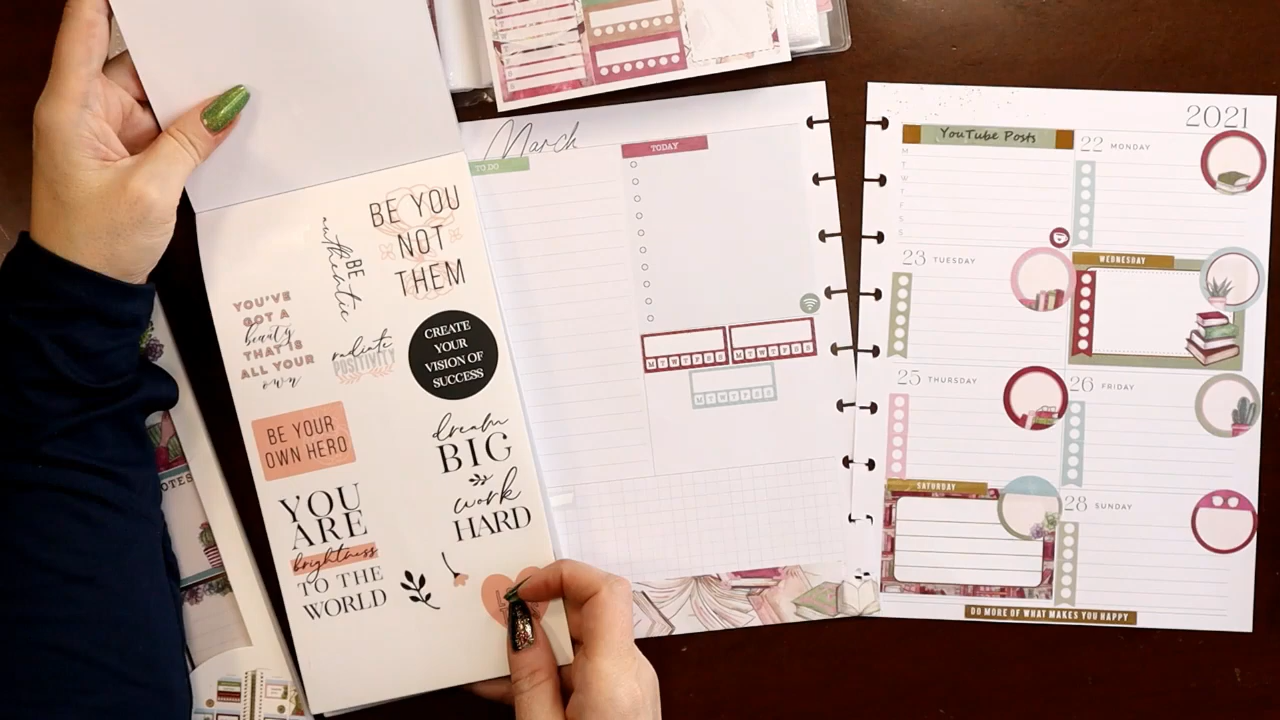 BE YOU
NOT
THEM
BE
authentic
YOU'VE
GOT A
beauty
THAT IS
ALL YOUR
own
radiate
POSITIVITY
CREATE
YOUR
VISION OF
SUCCESS
BE YOUR
OWN HERO
dream
BIG
work
HARD
YOU
ARE
brightness
TO THE
WORLD
NOTES
March
TO DO
TODAY
M T W T F S S
M T W T F S S
M T W T F S S
2021
YouTube Posts
M
T
W
T
F
S
S
22 MONDAY
23 TUESDAY
WEDNESDAY
25 THURSDAY
26 FRIDAY
SATURDAY
28 SUNDAY
DO MORE OF WHAT MAKES YOU HAPPY